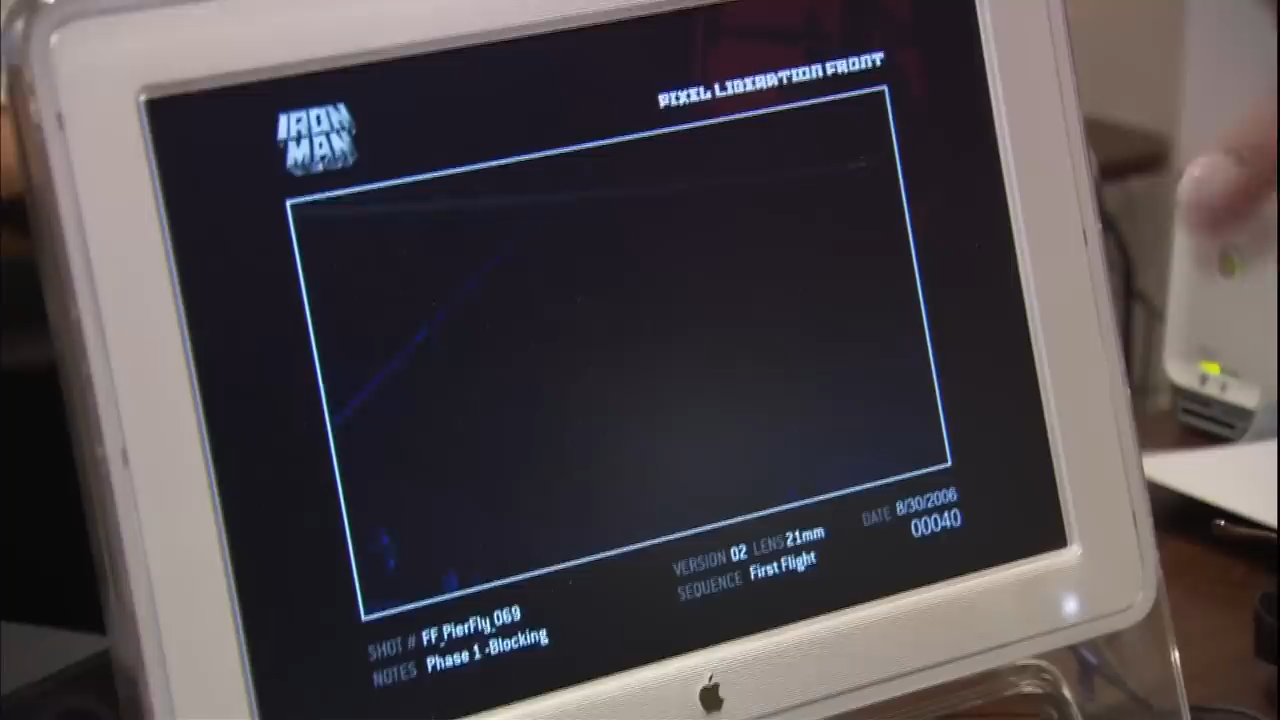 IRON
MAN
PIXEL LIBERATION FRONT
SHOT # FF_PierFly_069
NOTES Phase 1 -Blocking
VERSION 02 LENS 21mm
SEQUENCE First Flight
DATE 8/30/2006
00040